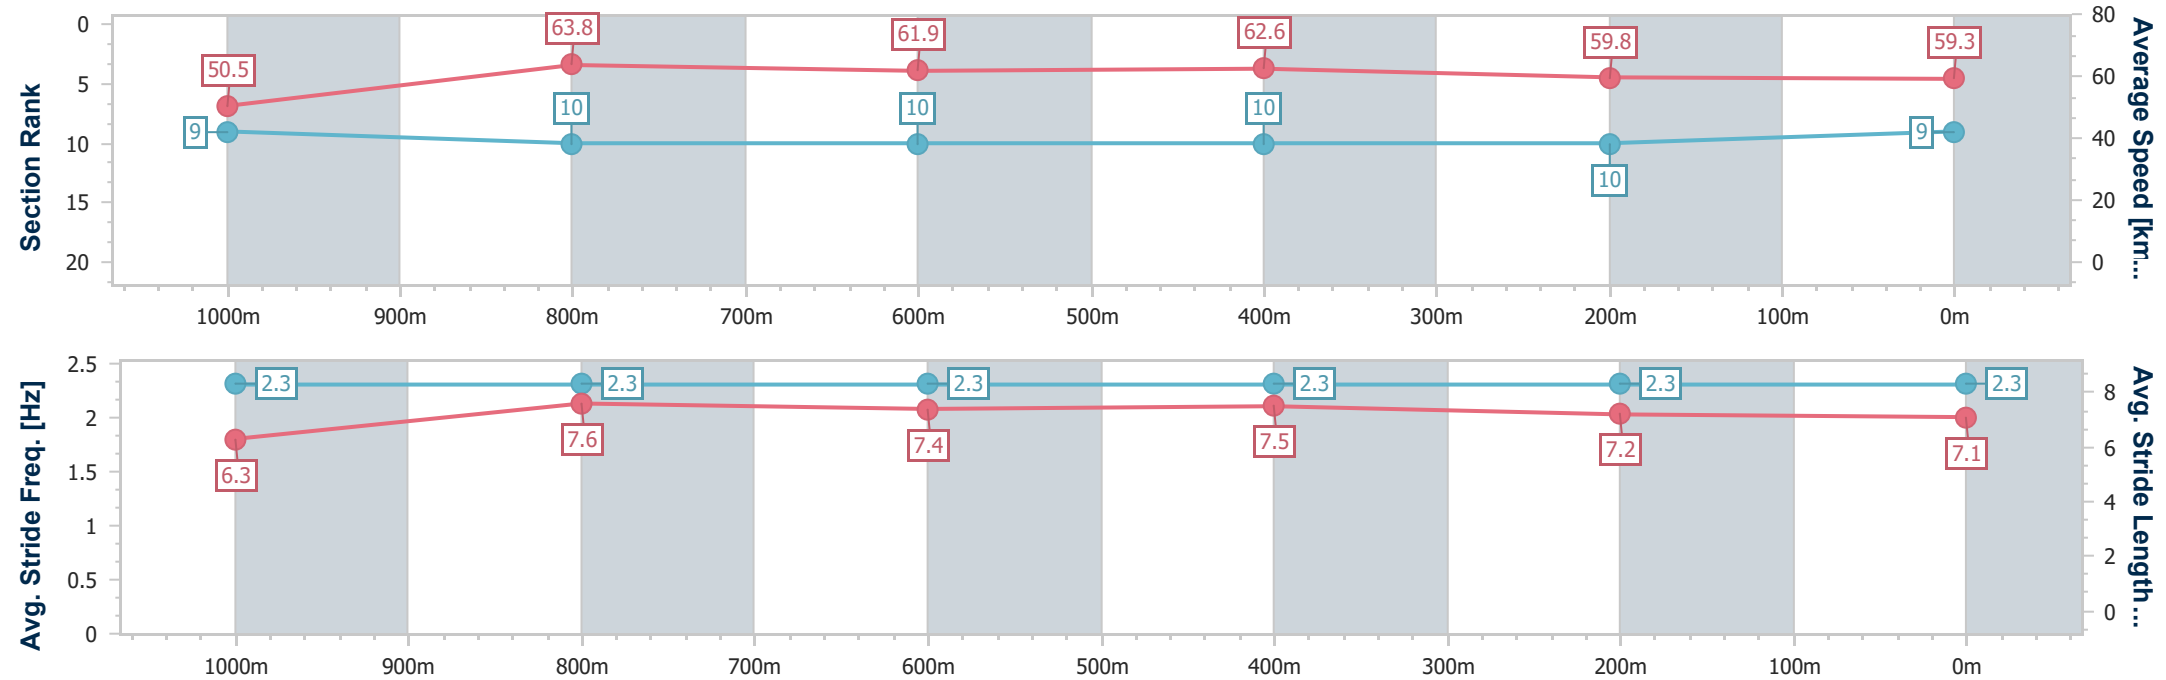 Section Rank
0
5
10
15
20
50.5
63.8
61.9
62.6
59.8
59.3
9
10
10
10
10
9
80
60
40
20
0
Average Speed [km...
1000m
900m
800m
700m
600m
500m
400m
300m
200m
100m
0m
Avg. Stride Freq. [Hz]
2.5
2
1.5
1
0.5
0
2.3
2.3
2.3
2.3
2.3
2.3
6.3
7.6
7.4
7.5
7.2
7.1
8
6
4
2
0
Avg. Stride Length...
1000m
900m
800m
700m
600m
500m
400m
300m
200m
100m
0m